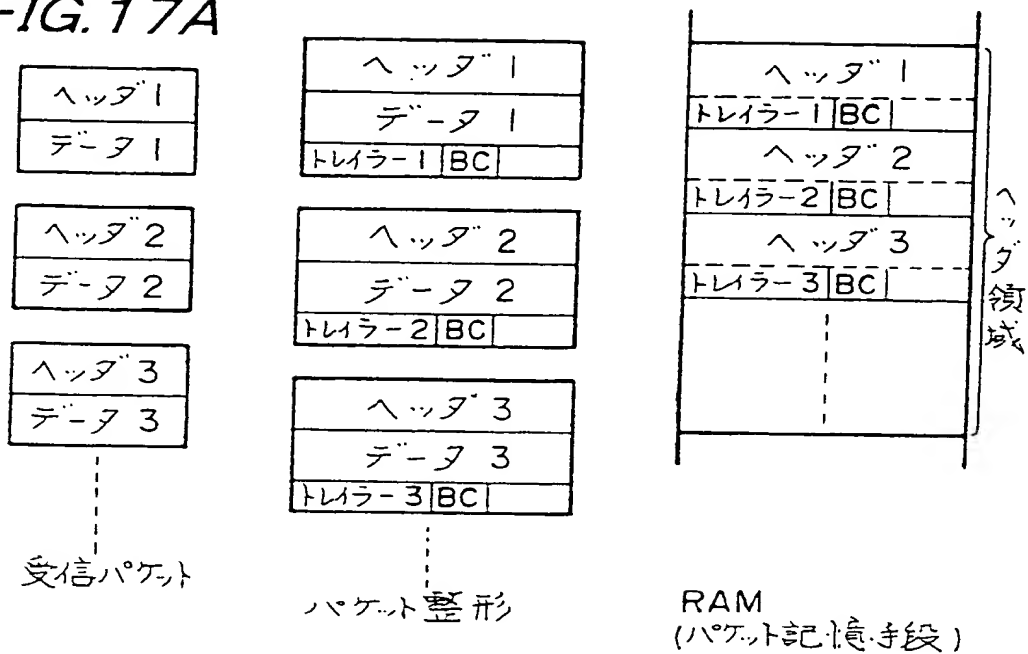 FIG. 17A
ヘッダ 1
データ 1
ヘッダ 2
データ 2
ヘッダ 3
データ 3
受信パケット
ヘッダ 1
データ 1
トレイラー1 BC
ヘッダ 2
データ 2
トレイラー2 BC
ヘッダ 3
データ 3
トレイラー3 BC
パケット整形
ヘッダ 1
トレイラー1 BC
ヘッダ 2
トレイラー2 BC
ヘッダ 3
トレイラー3 BC
ヘッダ領域
RAM
(パケット記憶手段)